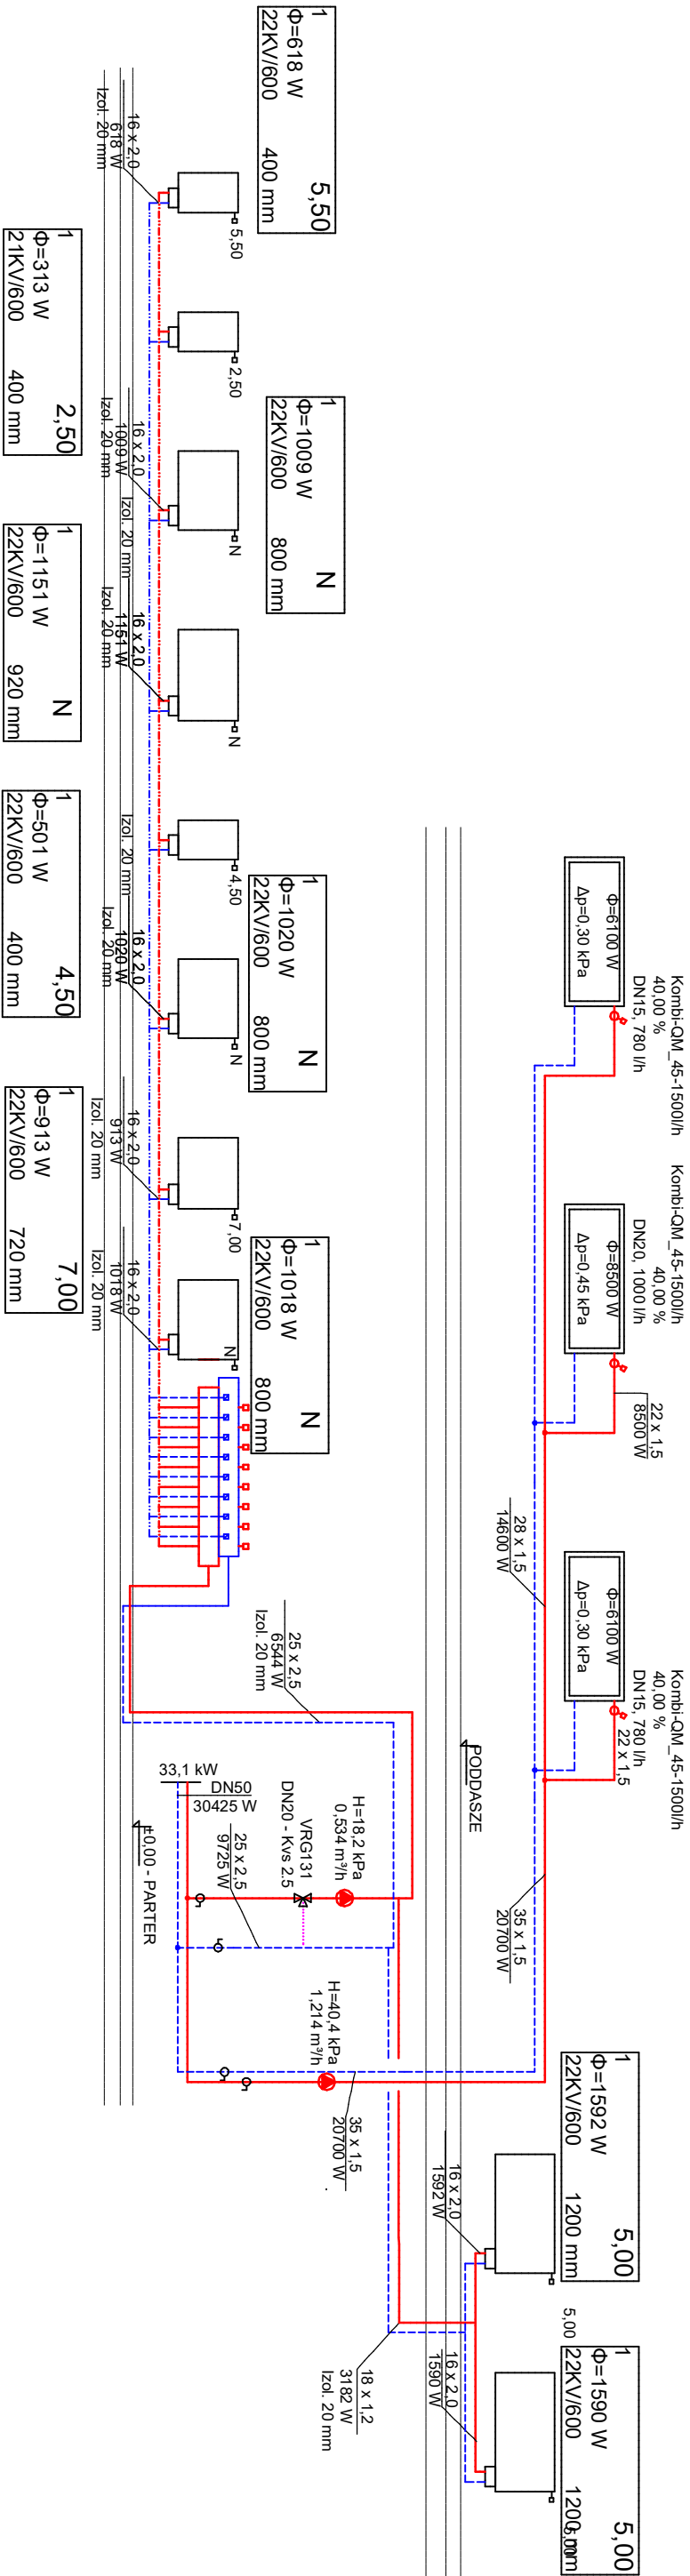 Kombi-QM_45-1500l/h
40,00 %
DN15, 780 l/h
Φ=6100 W
Δp=0,30 kPa
Kombi-QM_45-1500l/h
40,00 %
DN20, 1000 l/h
Φ=8500 W
Δp=0,45 kPa
22 x 1,5
8500 W
28 x 1,5
14600 W
Kombi-QM_45-1500l/h
40,00 %
DN15, 780 l/h
22 x 1,5
Φ=6100 W
Δp=0,30 kPa
35 x 1,5
20700 W
1
5,00
Φ=1592 W
22KV/600 1200 mm
5,00
1
5,00
Φ=1590 W
22KV/600 1200 mm
5,00
16 x 2,0
1592 W
16 x 2,0
1590 W
18 x 1,2
3182 W
Izol. 20 mm
PODDASZE
1
5,50
Φ=618 W
22KV/600 400 mm
1
N
Φ=1009 W
22KV/600 800 mm
1
N
Φ=1020 W
22KV/600 800 mm
1
N
Φ=1018 W
22KV/600 800 mm
5,50
2,50
N
N
4,50
N
7,00
N
16 x 2,0
618 W
Izol. 20 mm
16 x 2,0
1009 W
Izol. 20 mm
Izol. 20 mm
16 x 2,0
1151 W
Izol. 20 mm
Izol. 20 mm
16 x 2,0
1020 W
Izol. 20 mm
16 x 2,0
913 W
Izol. 20 mm
16 x 2,0
1018 W
Izol. 20 mm
25 x 2,5
6544 W
Izol. 20 mm
H=18,2 kPa
0,534 m³/h
VRG131
DN20 - Kvs 2.5
33,1 kW
DN50
30425 W
25 x 2,5
9725 W
H=40,4 kPa
1,214 m³/h
35 x 1,5
20700 W
±0,00 - PARTER
1
2,50
Φ=313 W
21KV/600 400 mm
1
N
Φ=1151 W
22KV/600 920 mm
1
4,50
Φ=501 W
22KV/600 400 mm
1
7,00
Φ=913 W
22KV/600 720 mm